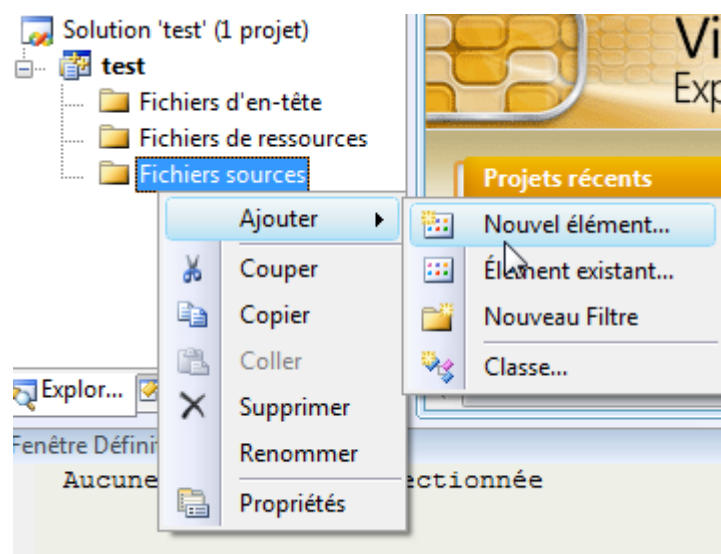 Solution 'test' (1 projet)
test
Fichiers d'en-tête
Fichiers de ressources
Fichiers sources
Projets récents
Ajouter
Couper
Copier
Coller
Supprimer
Renommer
Propriétés
Nouvel élément...
Élément existant...
Nouveau Filtre
Classe...
Explor...
Fenêtre Défini
Aucune ectionnée